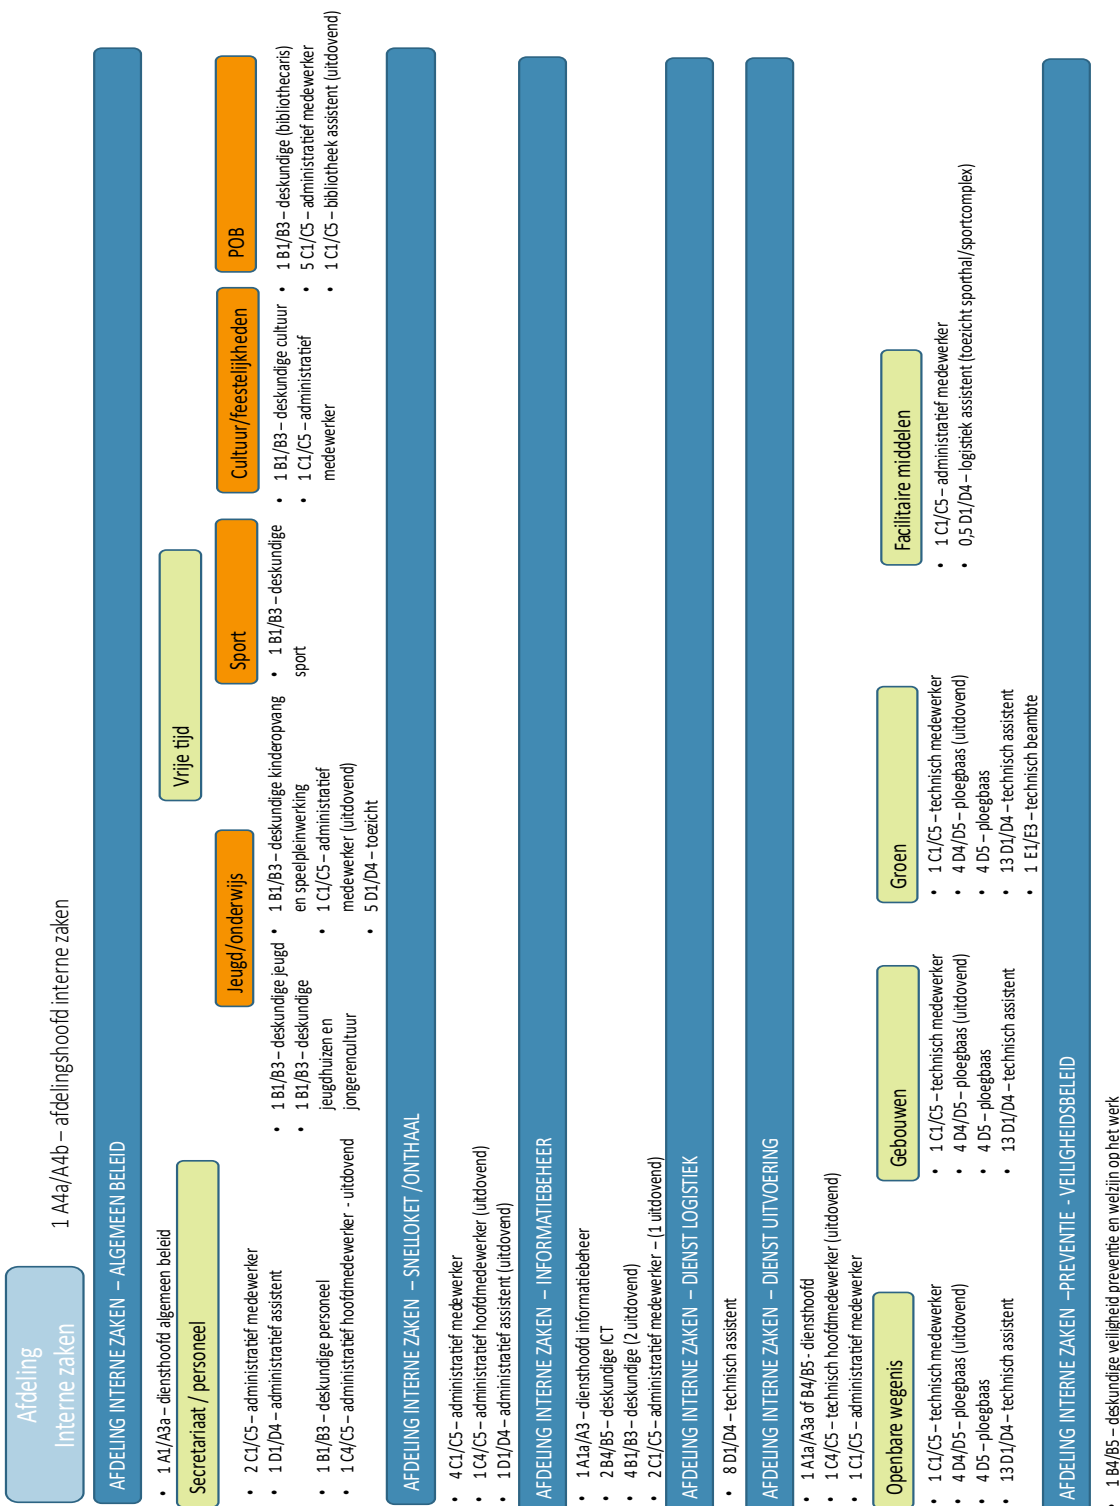 Afdeling
Interne zaken
1 A4a/A4b – afdelingshoofd interne zaken
AFDELING INTERNE ZAKEN – ALGEMEEN BELEID
• 1 A1/A3a – diensthoofd algemeen beleid
Secretariaat / personeel
• 2 C1/C5 – administratief medewerker
• 1 D1/D4 – administratief assistent
• 1 B1/B3 – deskundige personeel
• 1 C4/C5 – administratief hoofmedewerker - uitdovend
Vrije tijd
Jeugd/onderwijs
• 1 B1/B3 – deskundige jeugd
• 1 B1/B3 – deskundige
jeugdhuizen en
jongerencultuur
• 1 B1/B3 – deskundige kinderopvang
en speelpleinwerking
• 1 C1/C5 – administratief
medewerker (uitdovend)
• 5 D1/D4 – toezicht
Sport
• 1 B1/B3 – deskundige
sport
Cultuur/feestelijkheden
• 1 B1/B3 – deskundige cultuur
• 1 C1/C5 – administratief
medewerker
POB
• 1 B1/B3 – deskundige (bibliothecaris)
• 5 C1/C5 – administratief medewerker
• 1 C1/C5 – bibliotheek assistent (uitdovend)
AFDELING INTERNE ZAKEN – SNELLOKET /ONTHAAL
• 4 C1/C5 – administratief medewerker
• 1 C4/C5 – administratief hoofdmedewerker (uitdovend)
• 1 D1/D4 – administratief assistent (uitdovend)
AFDELING INTERNE ZAKEN – INFORMATIEBEHEER
• 1 A1a/A3 – diensthoofd informatiebeheer
• 2 B4/B5 – deskundige ICT
• 4 B1/B3 – deskundige (2 uitdovend)
• 2 C1/C5 – administratief medewerker – (1 uitdovend)
AFDELING INTERNE ZAKEN – DIENST LOGISTIEK
• 8 D1/D4 – technisch assistent
AFDELING INTERNE ZAKEN – DIENST UITVOERING
• 1 A1a/A3a of B4/B5 - diensthoofd
• 1 C4/C5 – technisch hoofdmedewerker (uitdovend)
• 1 C1/C5 – administratief medewerker
Openbare wegenis
• 1 C1/C5 – technisch medewerker
• 4 D4/D5 – ploegbaas (uitdovend)
• 4 D5 – ploegbaas
• 13 D1/D4 – technisch assistent
Gebouwen
• 1 C1/C5 – technisch medewerker
• 4 D4/D5 – ploegbaas (uitdovend)
• 4 D5 – ploegbaas
• 13 D1/D4 – technisch assistent
Groen
• 1 C1/C5 – technisch medewerker
• 4 D4/D5 – ploegbaas (uitdovend)
• 4 D5 – ploegbaas
• 13 D1/D4 – technisch assistent
• 1 E1/E3 – technisch beambte
Facilitaire middelen
• 1 C1/C5 – administratief medewerker
• 0,5 D1/D4 – logistiek assistent (toezicht sporthal/sportcomplex)
AFDELING INTERNE ZAKEN –PREVENTIE - VEILIGHEIDSBELEID
• 1 B4/B5 – deskundige veiligheid preventie en welzijn op het werk